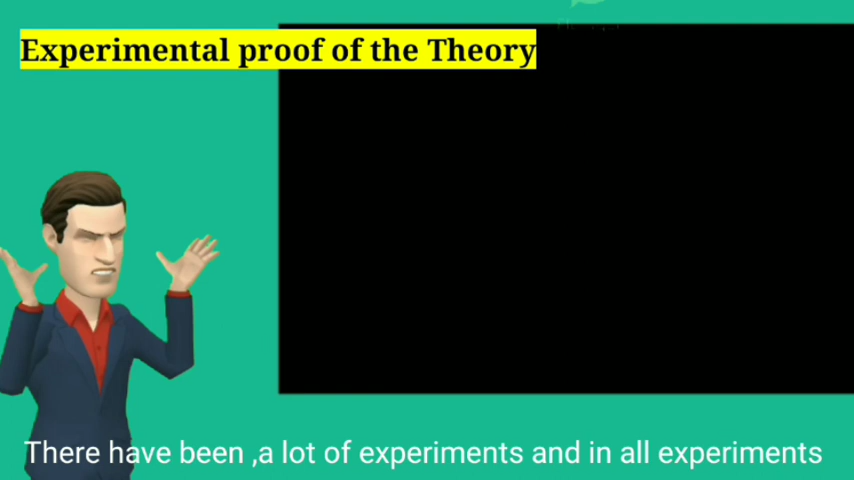 Experimental proof of the Theory
There have been ,a lot of experiments and in all experiments